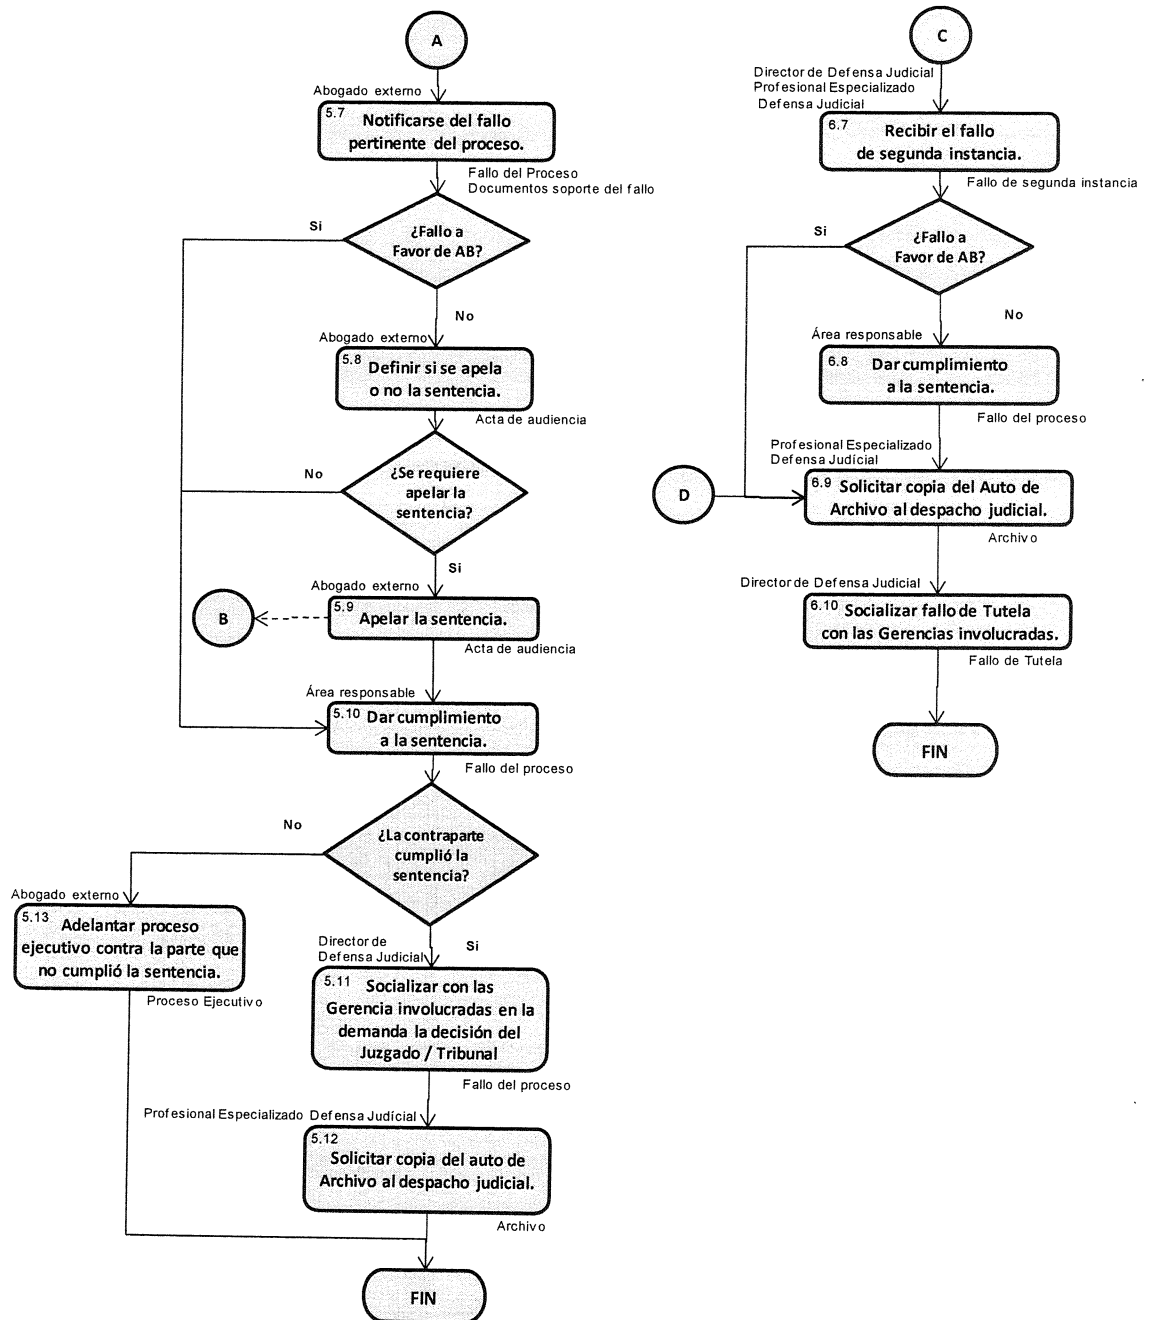 A
Abogado externo
5.7 Notificarse del fallo
pertinente del proceso.
Fallo del Proceso
Documentos soporte del fallo
Si
¿Fallo a
Favor de AB?
No
Abogado externo
5.8 Definir si se apela
o no la sentencia.
Acta de audiencia
No
¿Se requiere
apelar la
sentencia?
Si
Abogado externo
B
5.9
Apelar la sentencia.
Acta de audiencia
Área responsable
5.10 Dar cumplimiento
a la sentencia.
Fallo del proceso
No
¿La contraparte
cumplió la
sentencia?
Abogado externo
5.13 Adelantar proceso
ejecutivo contra la parte que
no cumplió la sentencia.
Proceso Ejecutivo
Director de
Defensa Judicial
Si
5.11 Socializar con las
Gerencia involucradas en la
demanda la decisión del
Juzgado / Tribunal
Fallo del proceso
Profesional Especializado Defensa Judícial
5.12
Solicitar copia del auto de
Archivo al despacho judicial.
Archivo
FIN
C
Director de Defensa Judicial
Profesional Especializado
Defensa Judicial
6.7 Recibir el fallo
de segunda instancia.
Fallo de segunda instancia
Si
¿Fallo a
Favor de AB?
No
Área responsable
6.8 Dar cumplimiento
a la sentencia.
Fallo del proceso
Profesional Especializado
Defensa Judícial
D
6.9 Solicitar copia del Auto de
Archivo al despacho judicial.
Archivo
Director de Defensa Judicial
6.10 Socializar fallo de Tutela
con las Gerencias involucradas.
Fallo de Tutela
FIN